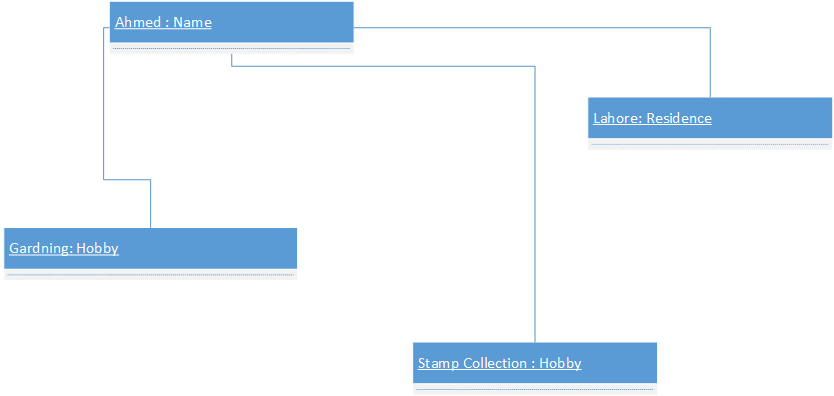 Ahmed : Name
Lahore: Residence
Gardning: Hobby
Stamp Collection : Hobby